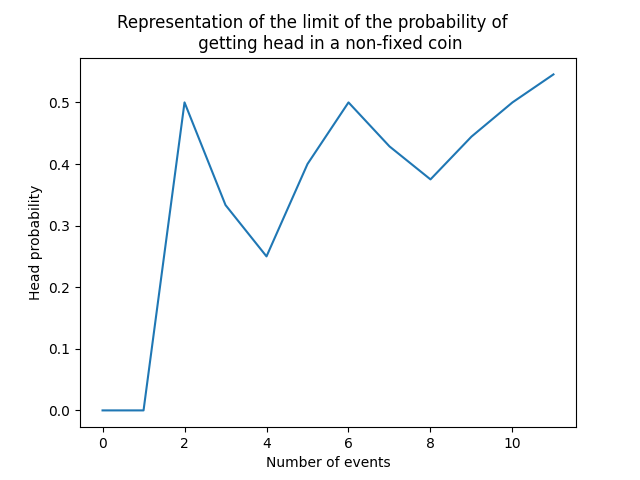 Representation of the limit of the probability of
getting head in a non-fixed coin
0.5
0.4
0.3
0.2
0.1
0.0
Head probability
0 2 4 6 8 10
Number of events